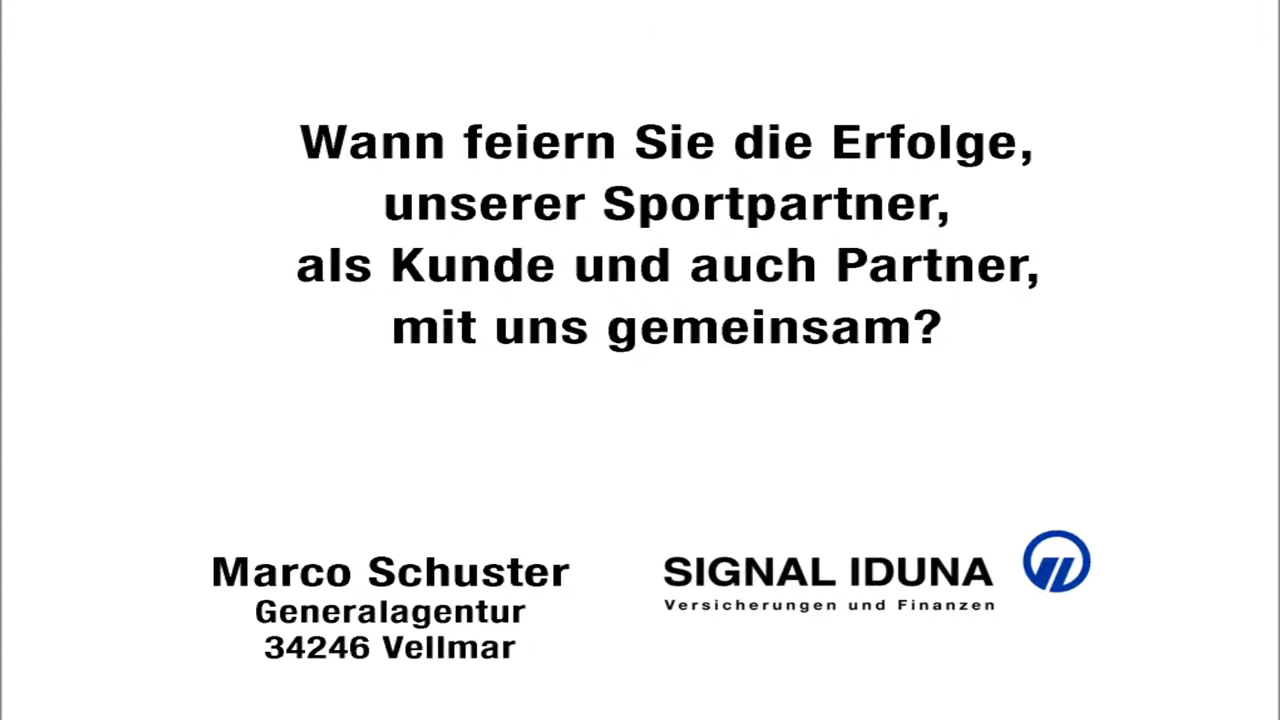 Wann feiern Sie die Erfolge,
unserer Sportpartner,
als Kunde und auch Partner,
mit uns gemeinsam?
Marco Schuster
Generalagentur
34246 Vellmar
SIGNAL IDUNA
Versicherungen und Finanzen